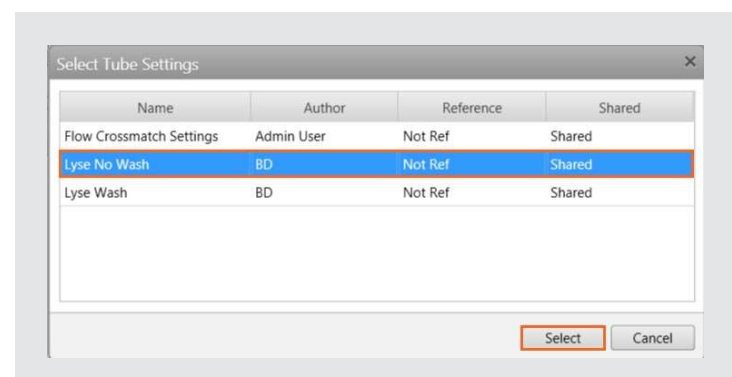 Select Tube Settings
Name Author Reference Shared
Flow Crossmatch Settings Admin User Not Ref Shared
Lyse No Wash BD Not Ref Shared
Lyse Wash BD Not Ref Shared
Select Cancel